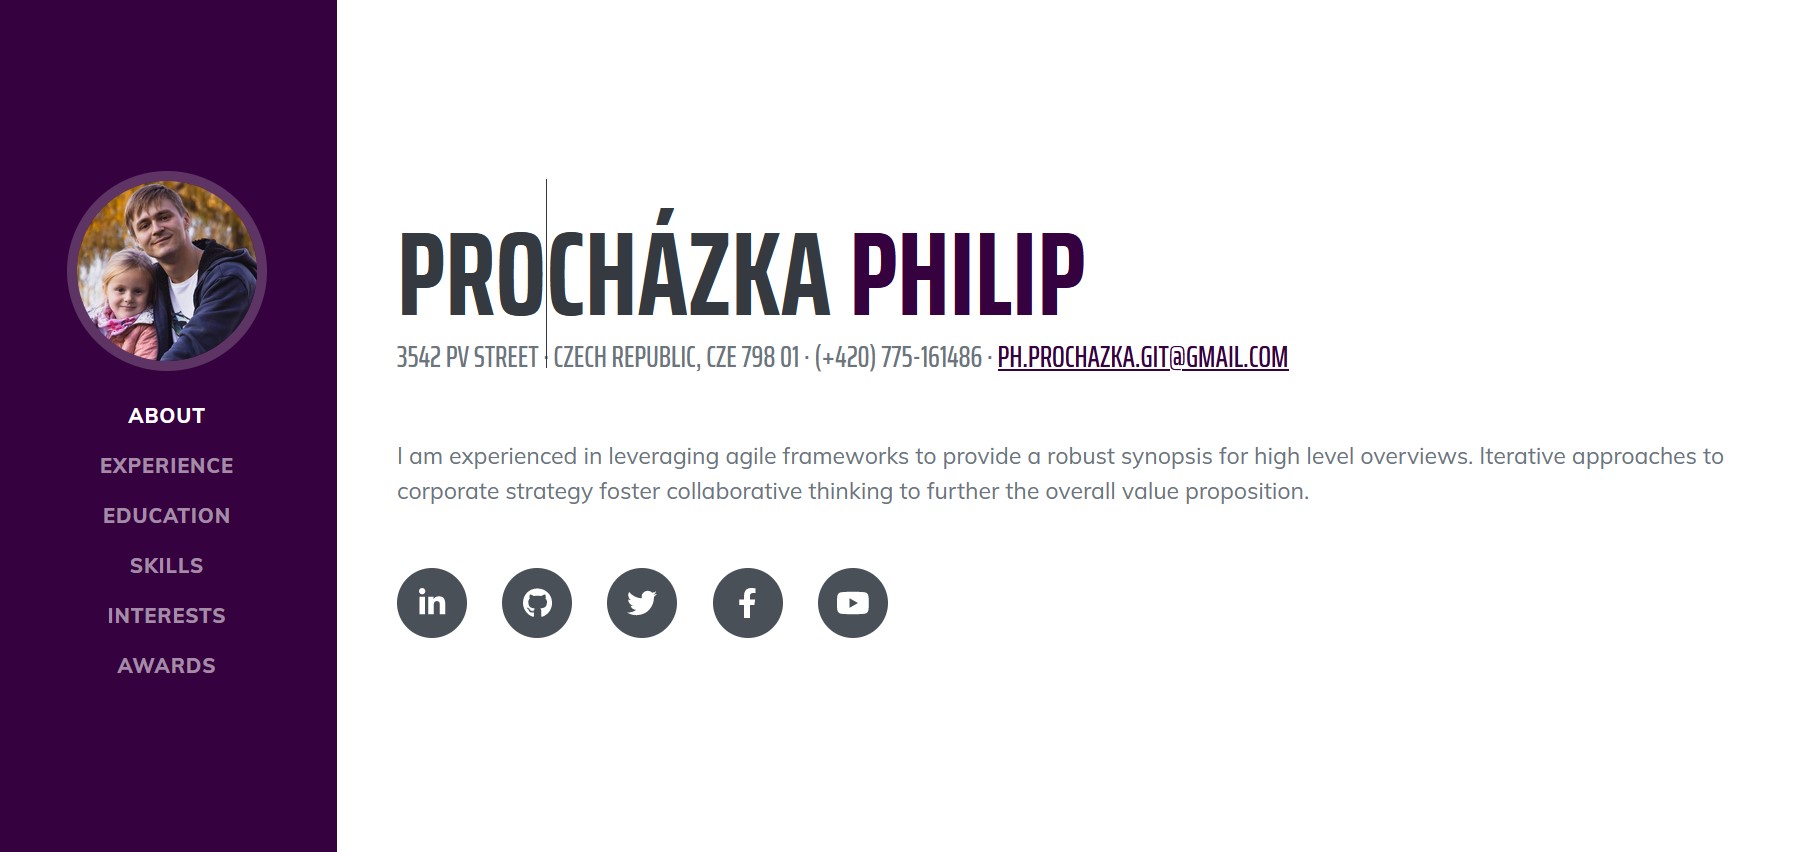 ABOUT
EXPERIENCE
EDUCATION
SKILLS
INTERESTS
AWARDS
PROCHÁZKA PHILIP
3542 PV STREET · CZECH REPUBLIC, CZE 798 01 · (+420) 775-161486 · PH.PROCHAZKA.GIT@GMAIL.COM
I am experienced in leveraging agile frameworks to provide a robust synopsis for high level overviews. Iterative approaches to
corporate strategy foster collaborative thinking to further the overall value proposition.
in